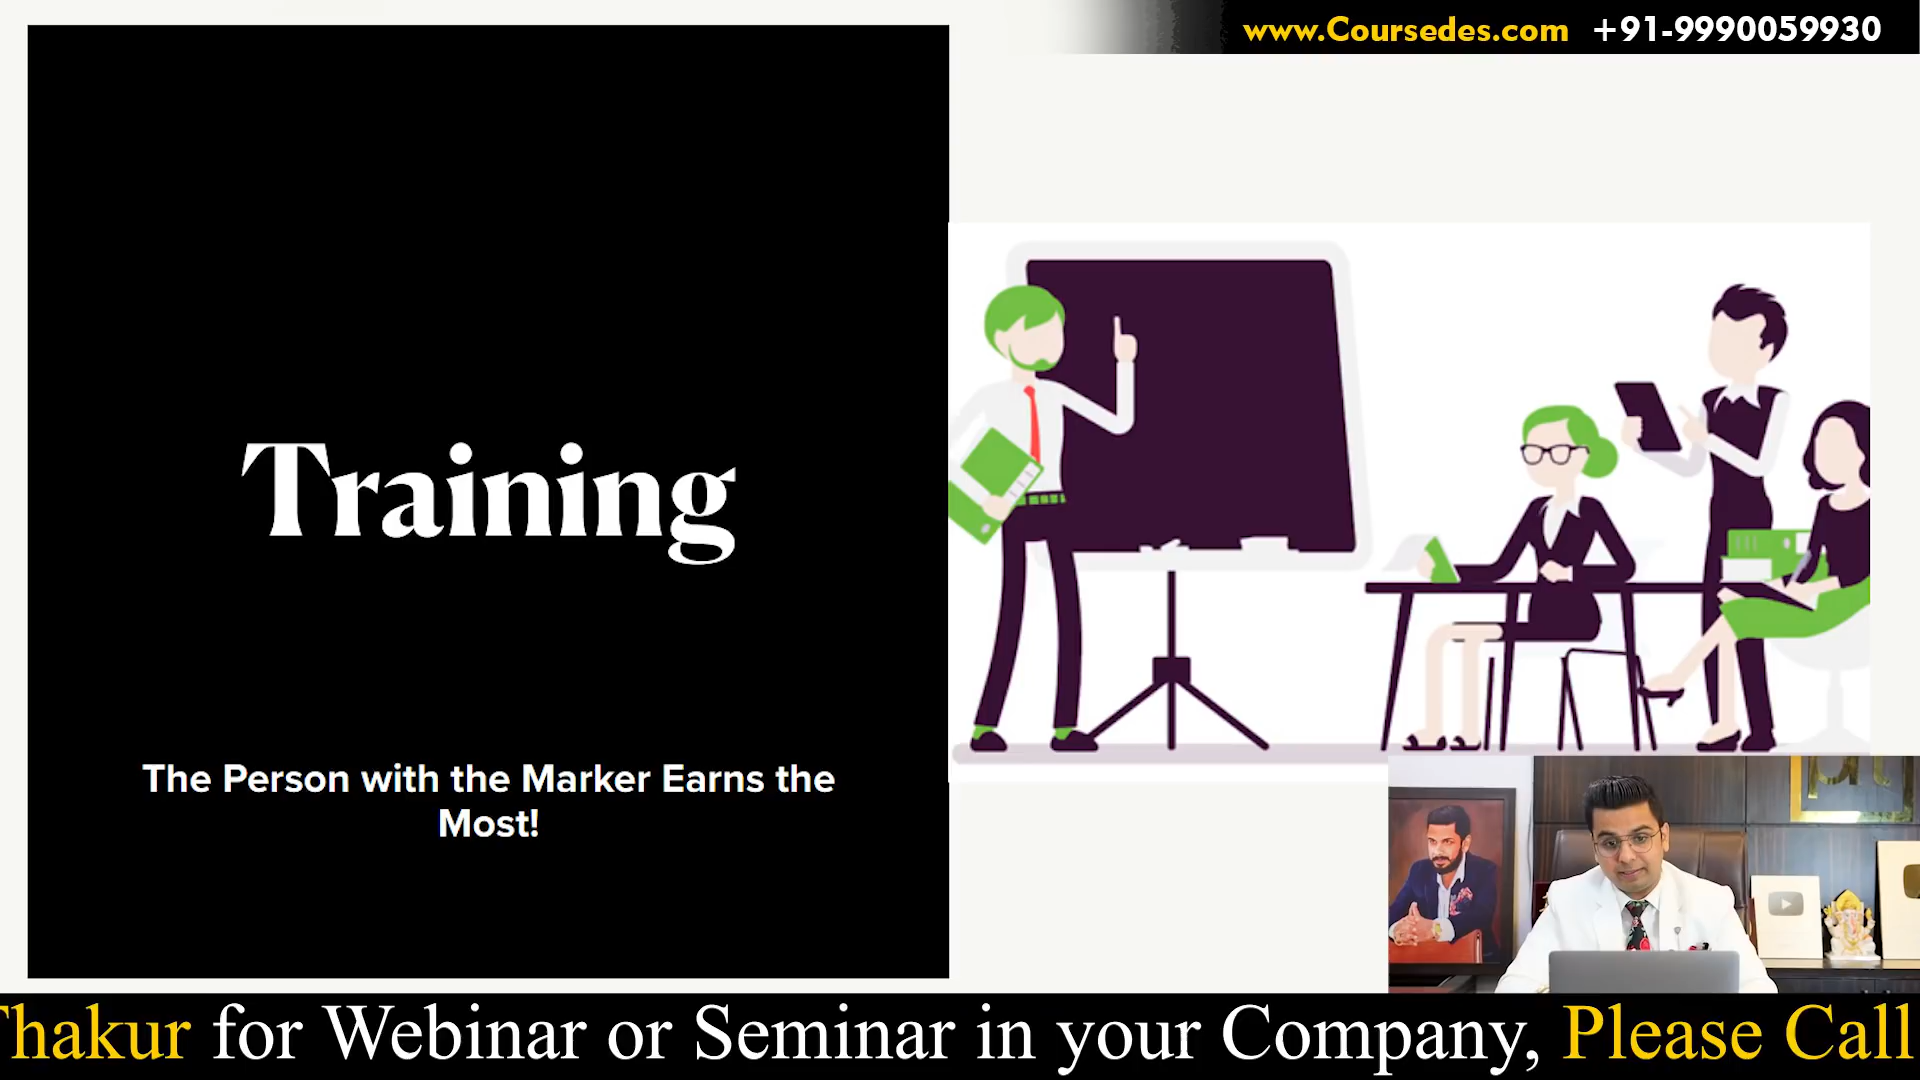 www.Coursedes.com +91-9990059930
Training
The Person with the Marker Earns the
Most!
Thakur for Webinar or Seminar in your Company, Please Call